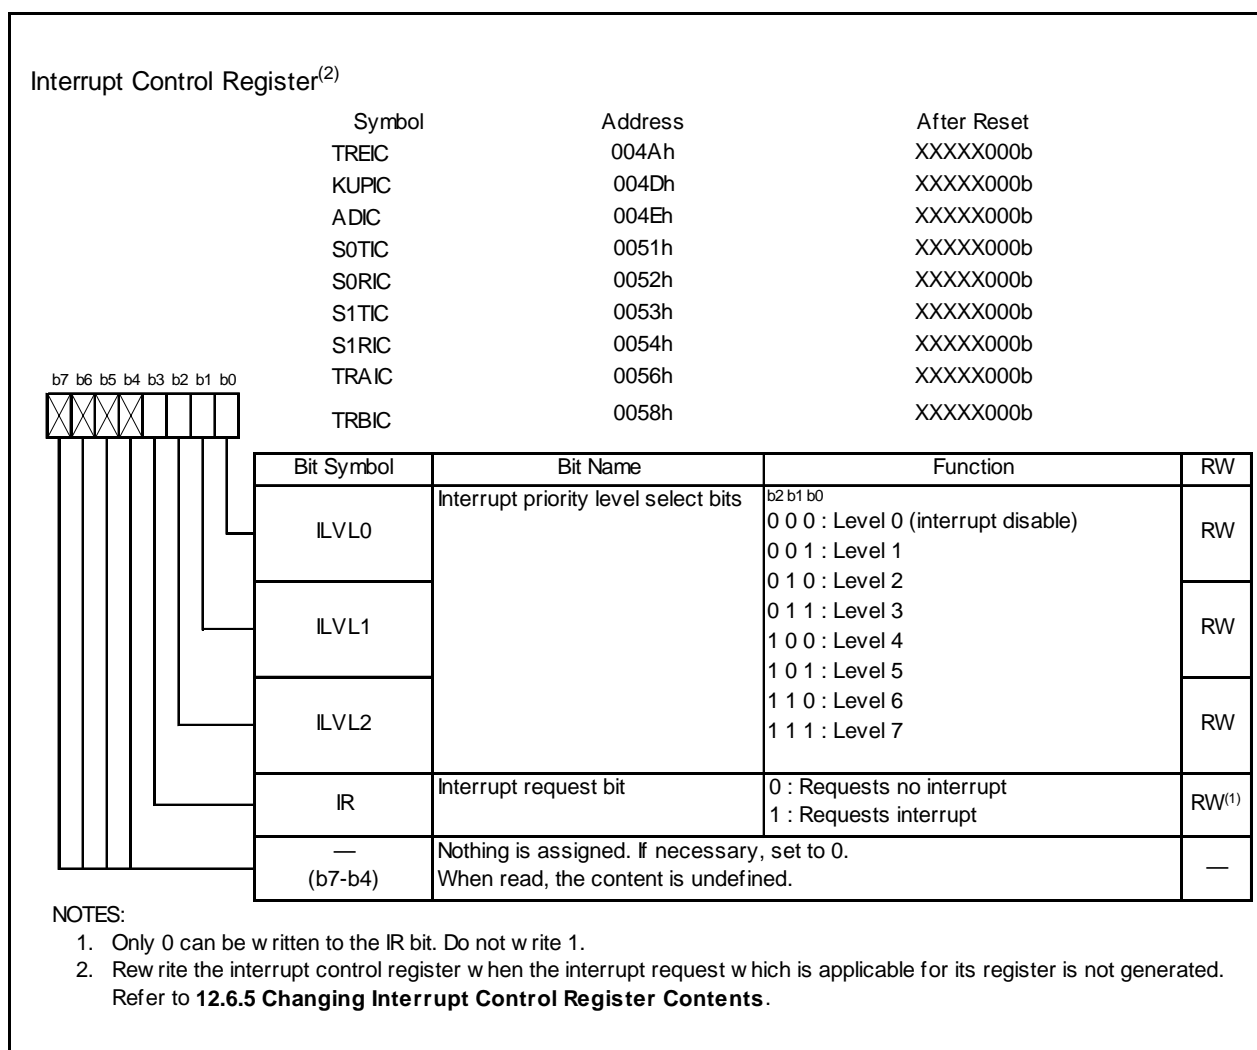 Interrupt Control Register(2)
Symbol Address After Reset
TREIC 004Ah XXXXX000b
KUPIC 004Dh XXXXX000b
ADIC 004Eh XXXXX000b
S0TIC 0051h XXXXX000b
S0RIC 0052h XXXXX000b
S1TIC 0053h XXXXX000b
S1RIC 0054h XXXXX000b
TRAIC 0056h XXXXX000b
TRBIC 0058h XXXXX000b
b7 b6 b5 b4 b3 b2 b1 b0
Bit Symbol Bit Name Function RW
ILVL0 Interrupt priority level select bits b2 b1 b0
0 0 0 : Level 0 (interrupt disable)
0 0 1 : Level 1
0 1 0 : Level 2
RW
ILVL1
0 1 1 : Level 3
1 0 0 : Level 4
1 0 1 : Level 5
RW
ILVL2
1 1 0 : Level 6
1 1 1 : Level 7
RW
IR Interrupt request bit 0 : Requests no interrupt
1 : Requests interrupt
RW(1)
—
(b7-b4)
Nothing is assigned. If necessary, set to 0.
When read, the content is undefined.
—
NOTES:
1. Only 0 can be written to the IR bit. Do not write 1.
2. Rewrite the interrupt control register when the interrupt request which is applicable for its register is not generated.
Refer to 12.6.5 Changing Interrupt Control Register Contents.